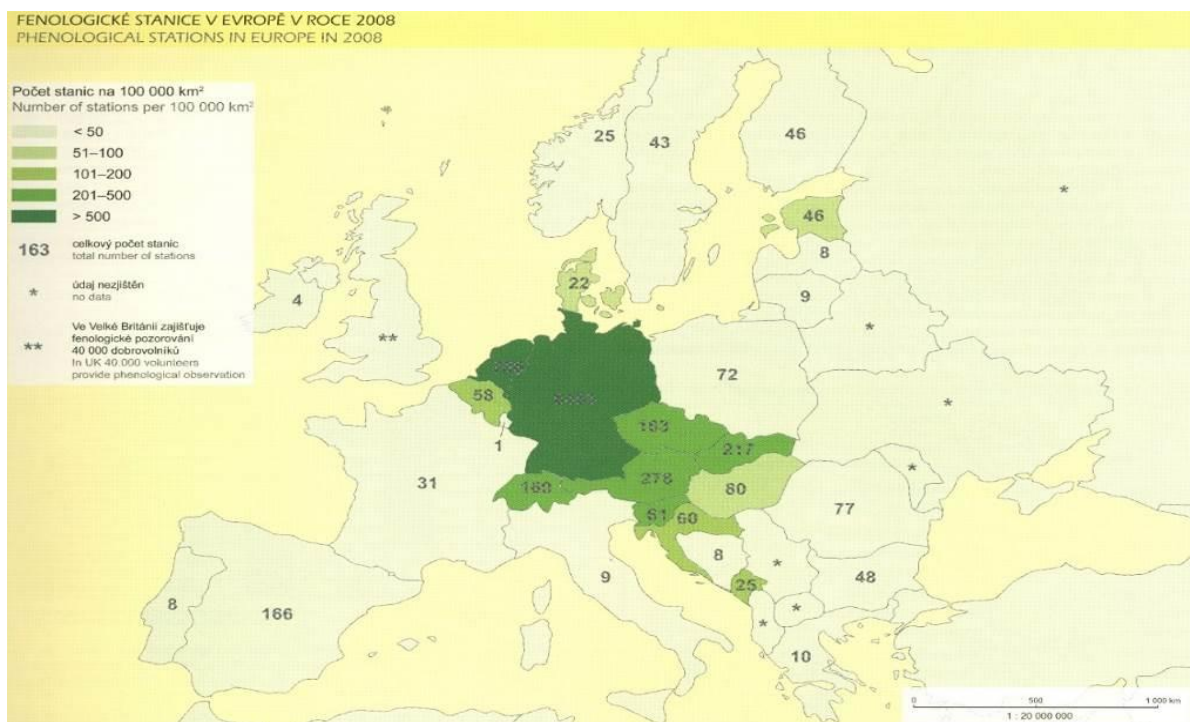 FENOLOGICKÉ STANICE V EVROPĚ V ROCE 2008
PHENOLOGICAL STATIONS IN EUROPE IN 2008
Počet stanic na 100 000 km²
Number of stations per 100 000 km²
< 50
51–100
101–200
201–500
> 500
163
celkový počet stanic
total number of stations
*
údaj nezjištěn
no data
**
Ve Velké Británii zajišťuje
fenologické pozorování
40 000 dobrovolníků
In UK 40 000 volunteers
provide phenological observation
25
43
46
*
46
8
22
4
9
**
*
72
58
*
163
1
217
*
31
278
80
77
61
60
8
*
48
9
25
8
166
*
*
10
0
500
1 000 km
1 : 20 000 000